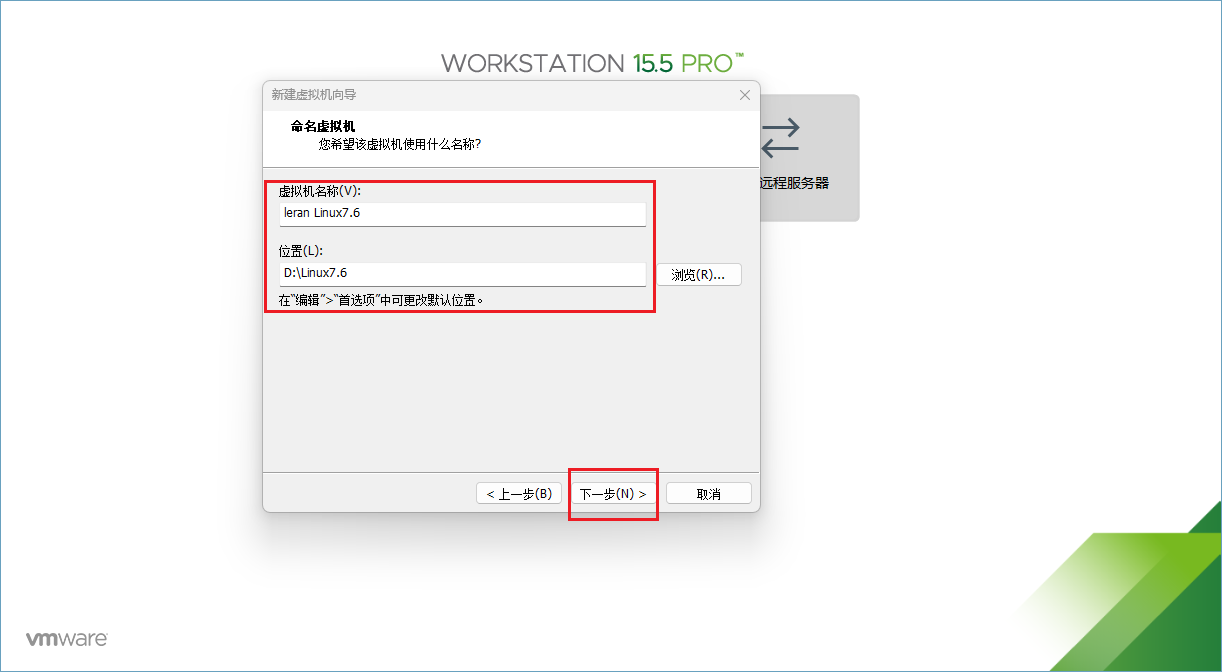 WORKSTATION 15.5 PRO™
新建虚拟机向导
命名虚拟机
您希望该虚拟机使用什么名称?
远程服务器
虚拟机名称(V):
leran Linux7.6
位置(L):
D:\Linux7.6
浏览(R)...
在"编辑">"首选项"中可更改默认位置。
< 上一步(B)
下一步(N) >
取消
vmware